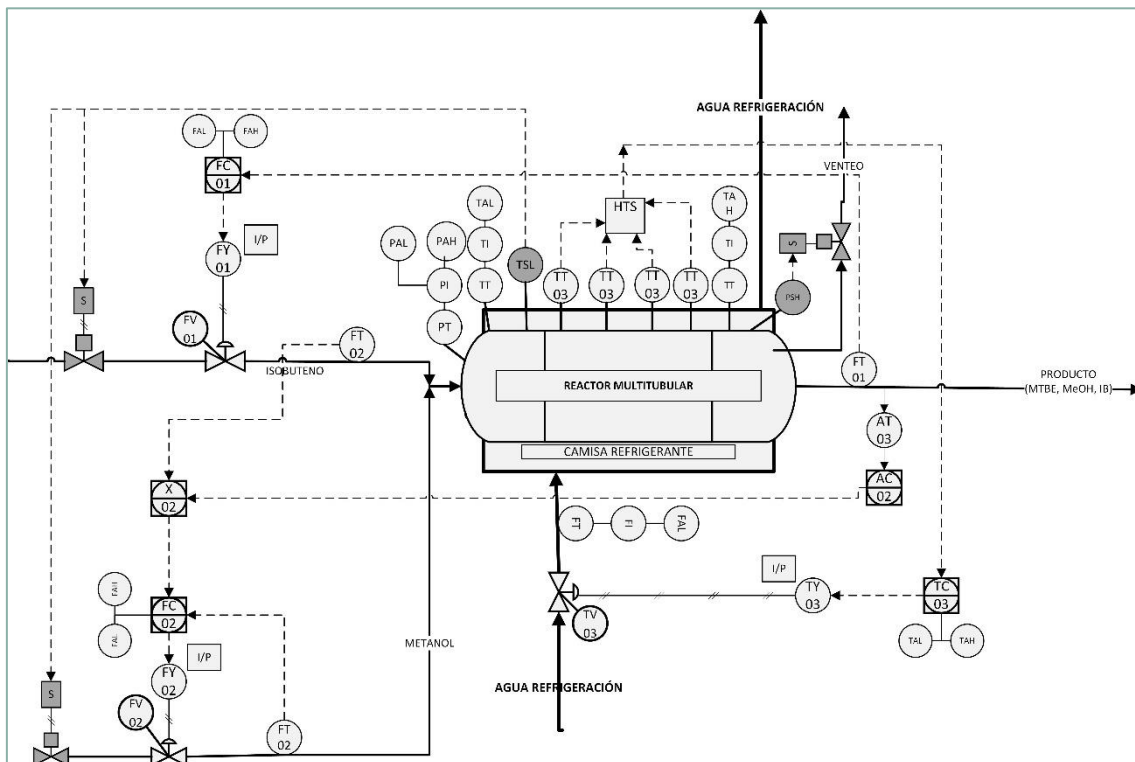 AGUA REFRIGERACIÓN
FAL
FAH
FC
01
VENTEO
TAL
TA
H
HTS
I/P
FY
01
PAL
PAH
TI
TSL
TI
S
PI
TT
TT
03
TT
03
TT
03
TT
03
TT
PSH
S
FV
01
PT
FT
02
ISOBUTENO
FT
01
PRODUCTO
(MTBE, MeOH, IB)
REACTOR MULTITUBULAR
AT
03
CAMISA REFRIGERANTE
X
02
AC
02
FT
FI
FAL
I/P
FAH
FC
02
FAL
TV
03
TY
03
TC
03
METANOL
TAL
TAH
I/P
FY
02
S
AGUA REFRIGERACIÓN
FV
02
FT
02